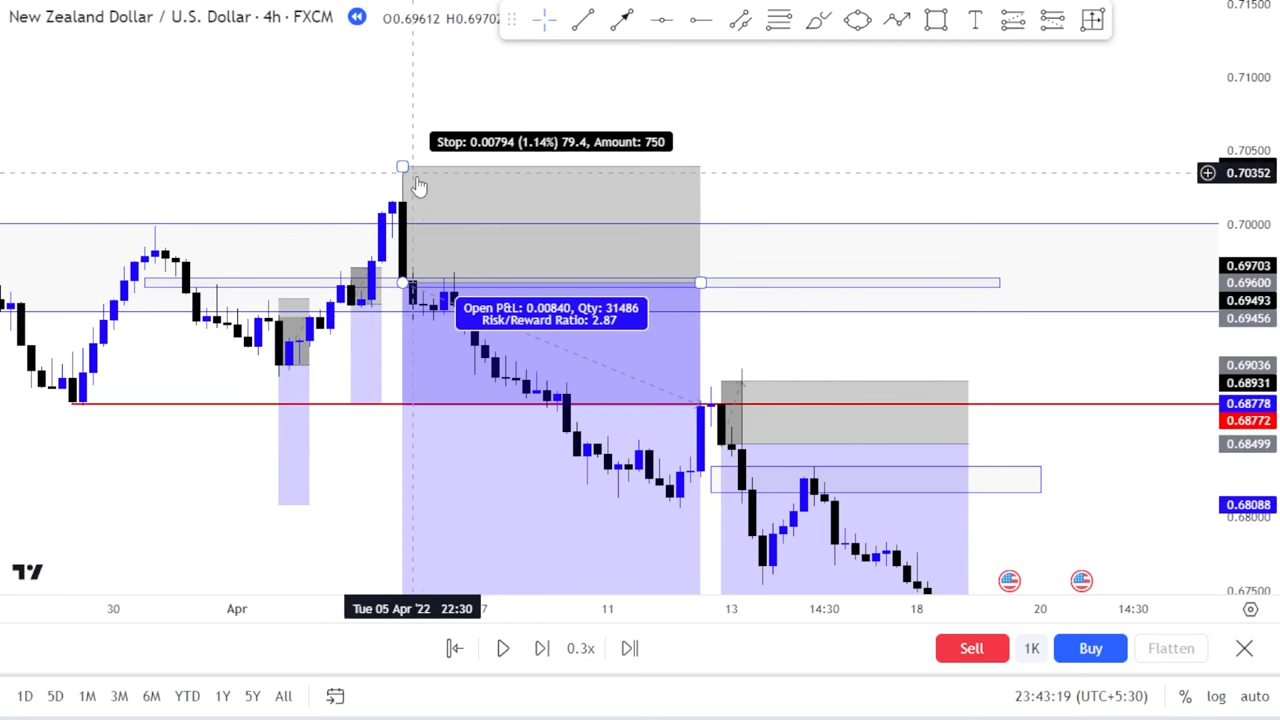 New Zealand Dollar / U.S. Dollar · 4h · FXCM
O0.69612 H0.69702
0.71500
0.71000
Stop: 0.00794 (1.14%) 79.4, Amount: 750
0.70500
0.70352
0.70000
0.69703
0.69600
0.69493
0.69456
Open P&L: 0.00840, Qty: 31486
Risk/Reward Ratio: 2.87
0.69036
0.68931
0.68778
0.68772
0.68499
0.68088
0.68000
0.67500
30
Apr
Tue 05 Apr '22 22:30
7
11
13
14:30
18
20
14:30
0.3x
Sell
1K
Buy
Flatten
1D 5D 1M 3M 6M YTD 1Y 5Y All
23:43:19 (UTC+5:30)
% log auto